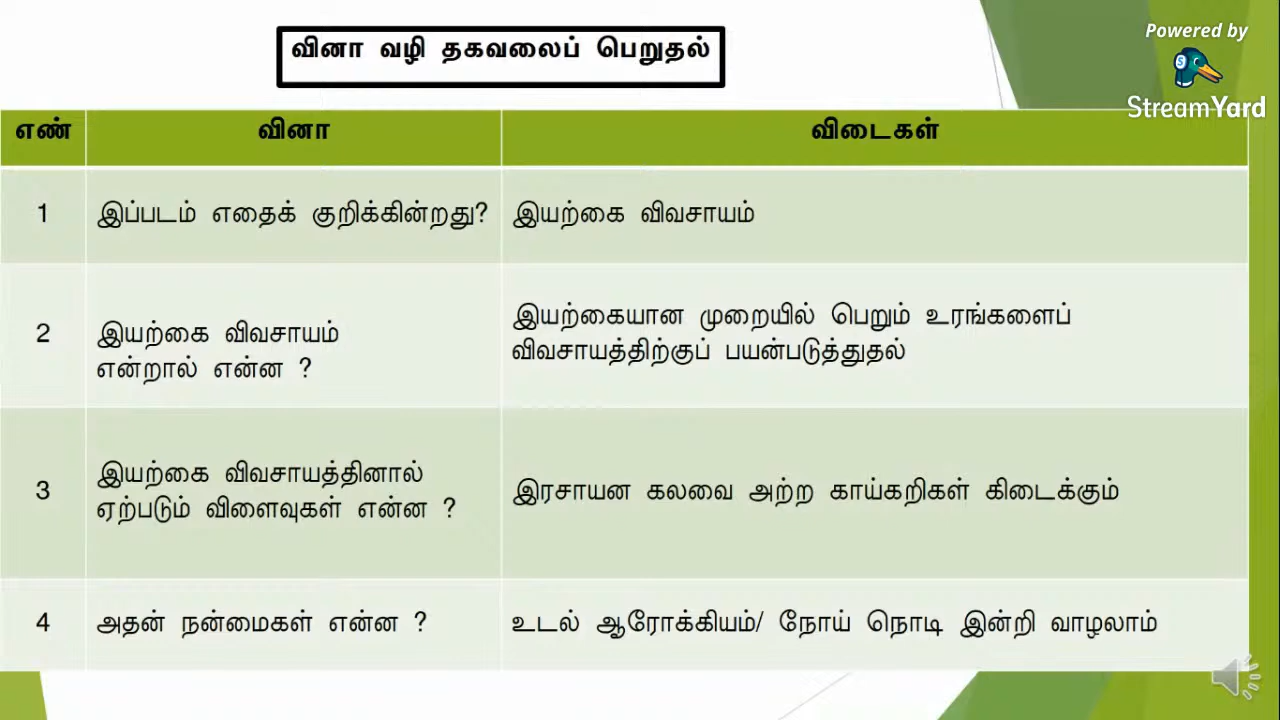 வினா வழி தகவலைப் பெறுதல்
Powered by
StreamYard
எண் வினா விடைகள்
1 இப்படம் எதைக் குறிக்கின்றது? இயற்கை விவசாயம்
2 இயற்கை விவசாயம்
என்றால் என்ன ?
இயற்கையான முறையில் பெறும் உரங்களைப்
விவசாயத்திற்குப் பயன்படுத்துதல்
3 இயற்கை விவசாயத்தினால்
ஏற்படும் விளைவுகள் என்ன ?
இரசாயன கலவை அற்ற காய்கறிகள் கிடைக்கும்
4 அதன் நன்மைகள் என்ன ? உடல் ஆரோக்கியம்/ நோய் நொடி இன்றி வாழலாம்